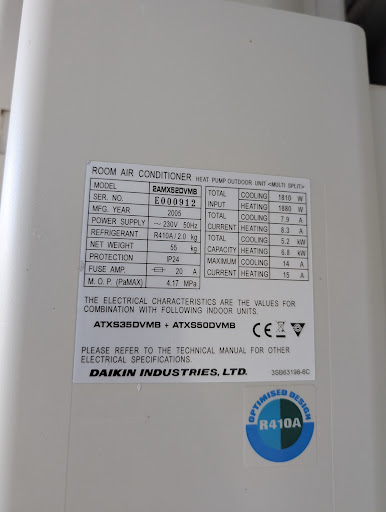 ROOM AIR CONDITIONER HEAT PUMP OUTDOOR UNIT <MULTI SPLIT>
MODEL 2AMX52DVMB
SER. NO. E000912
MFG. YEAR 2005
POWER SUPPLY ~ 230V 50Hz
REFRIGERANT R410A / 2.0 kg
NET WEIGHT 55 kg
PROTECTION IP24
FUSE AMP. 20 A
M. O. P. (PaMAX) 4.17 MPa
TOTAL INPUT COOLING 1810 W
HEATING 1880 W
TOTAL CURRENT COOLING 7.9 A
HEATING 8.3 A
TOTAL CAPACITY COOLING 5.2 kW
HEATING 5.8 kW
MAXIMUM CURRENT COOLING 14 A
HEATING 15 A
THE ELECTRICAL CHARACTERISTICS ARE THE VALUES FOR
COMBINATION WITH FOLLOWING INDOOR UNITS.
ATXS35DVMB + ATXS50DVMB
CE
PLEASE REFER TO THE TECHNICAL MANUAL FOR OTHER
ELECTRICAL SPECIFICATIONS.
DAIKIN INDUSTRIES, LTD. 3SB63198-6C
OPTIMISED DESIGN
R410A